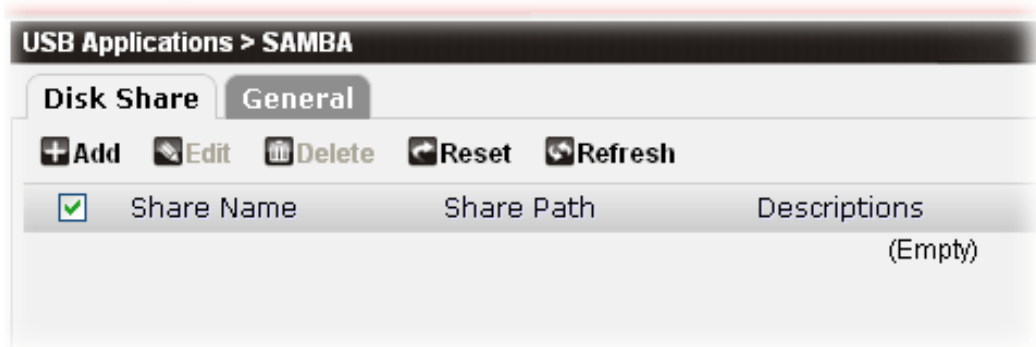 USB Applications > SAMBA
Disk Share General
Add Edit Delete Reset Refresh
Share Name Share Path Descriptions
(Empty)